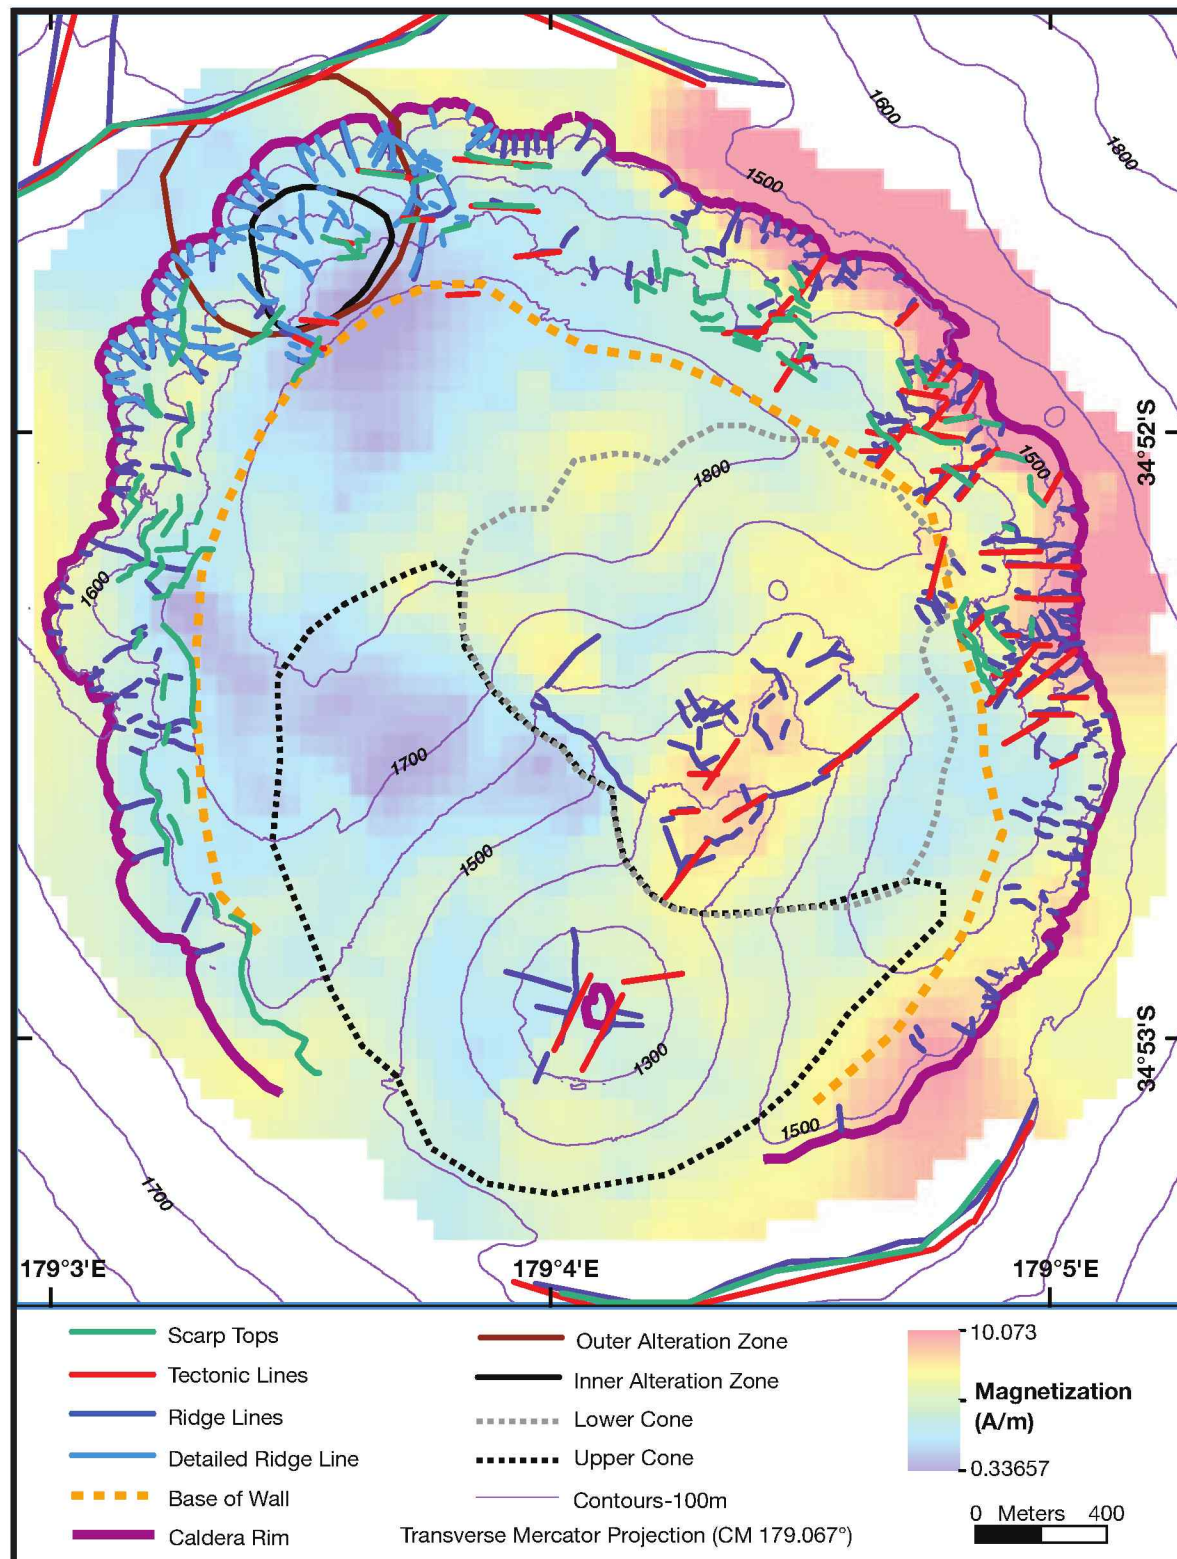 1600
1800
1500
34°52'S
1500
1800
1600
1700
1500
1300
34°53'S
1500
1700
179°3'E
179°4'E
179°5'E
Scarp Tops
Tectonic Lines
Ridge Lines
Detailed Ridge Line
Base of Wall
Caldera Rim
Outer Alteration Zone
Inner Alteration Zone
Lower Cone
Upper Cone
Contours-100m
Transverse Mercator Projection (CM 179.067°)
10.073
Magnetization
(A/m)
0.33657
0 Meters 400